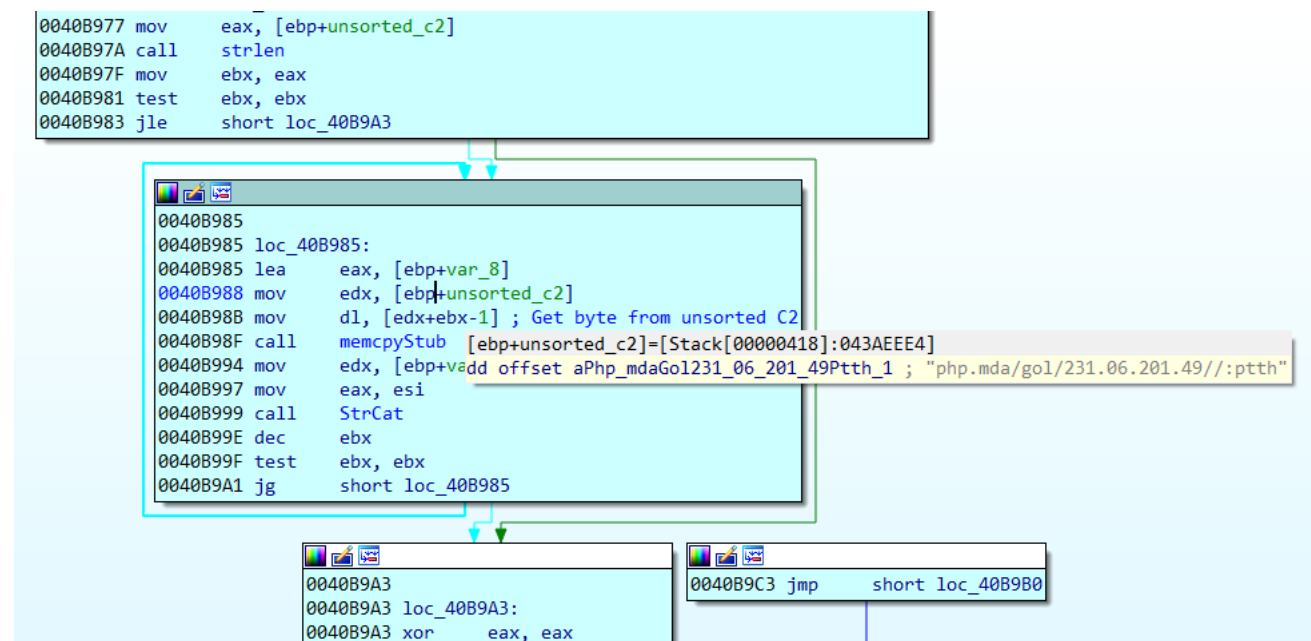 0040B977 mov eax, [ebp+unsorted_c2]
0040B97A call strlen
0040B97F mov ebx, eax
0040B981 test ebx, ebx
0040B983 jle short loc_40B9A3
0040B985
0040B985 loc_40B985:
0040B985 lea eax, [ebp+var_8]
0040B988 mov edx, [ebp+unsorted_c2]
0040B98B mov dl, [edx+ebx-1] ; Get byte from unsorted C2
0040B98F call memcpyStub
[ebp+unsorted_c2]=[Stack[00000418]:043AEEE4]
0040B994 mov edx, [ebp+va
dd offset aPhp_mdaGol231_06_201_49Ptth_1 ; "php.mda/gol/231.06.201.49//:ptth"
0040B997 mov eax, esi
0040B999 call StrCat
0040B99E dec ebx
0040B99F test ebx, ebx
0040B9A1 jg short loc_40B985
0040B9A3
0040B9A3 loc_40B9A3:
0040B9A3 xor eax, eax
0040B9C3 jmp short loc_40B9B0